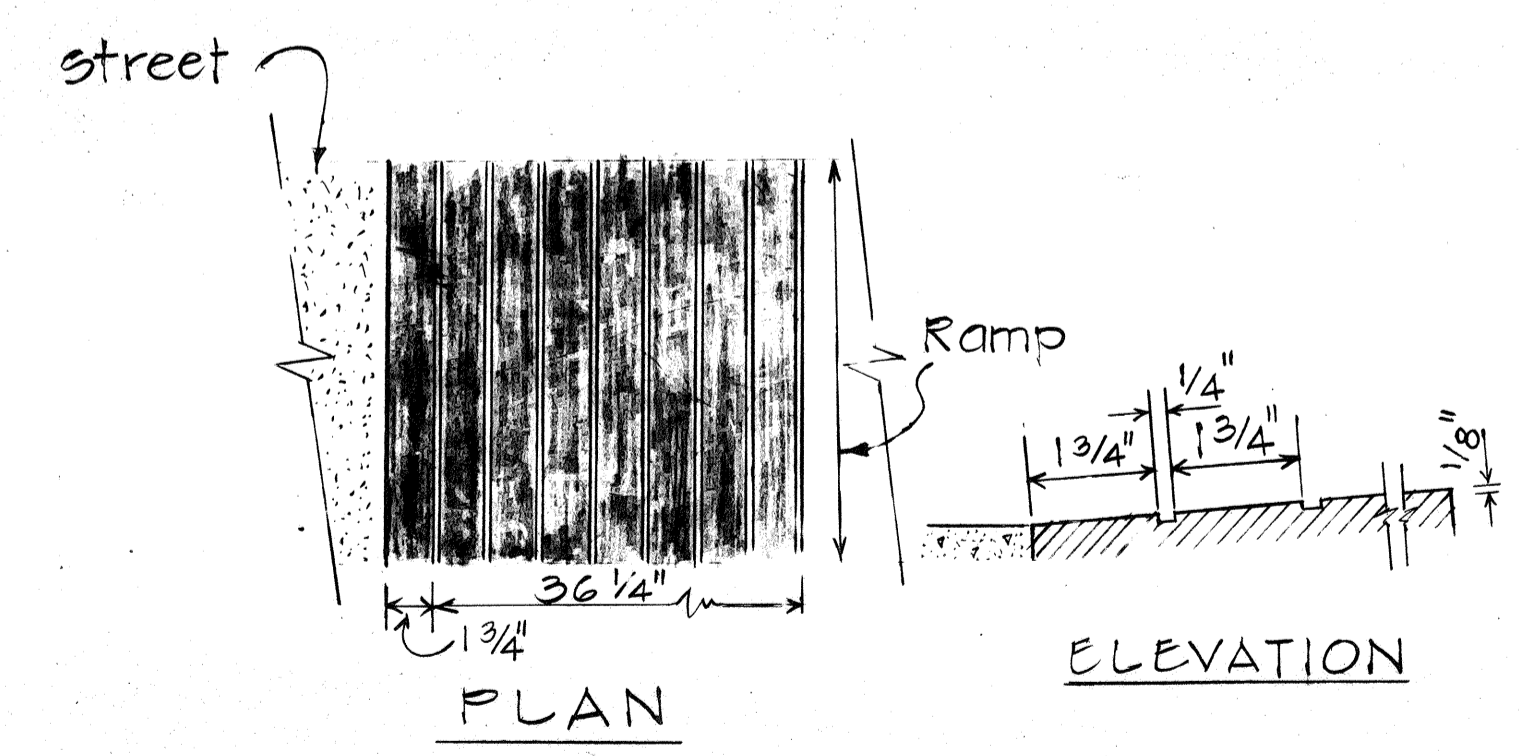 street
Ramp
1/4"
1 3/4"
1 3/4"
1/8"
36 1/4"
1 3/4"
PLAN
ELEVATION